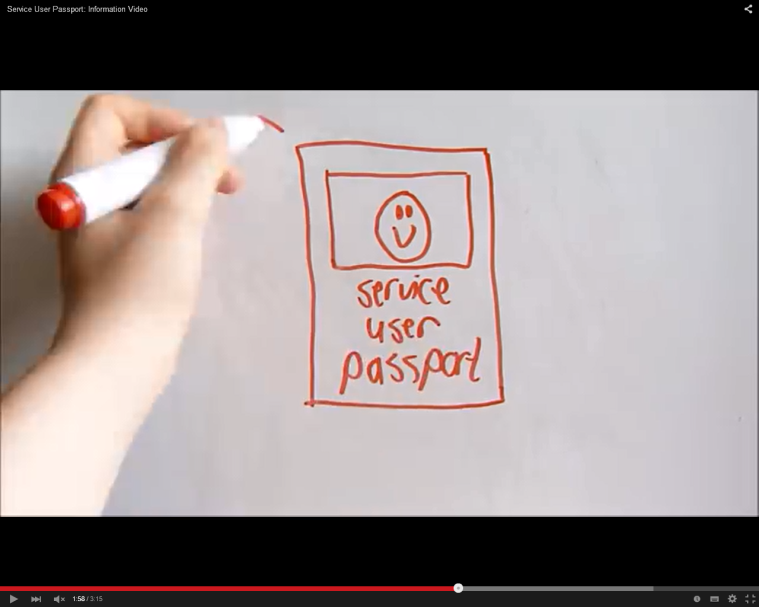 Service User Passport: Information Video
service
user
passport
1:58 / 3:15